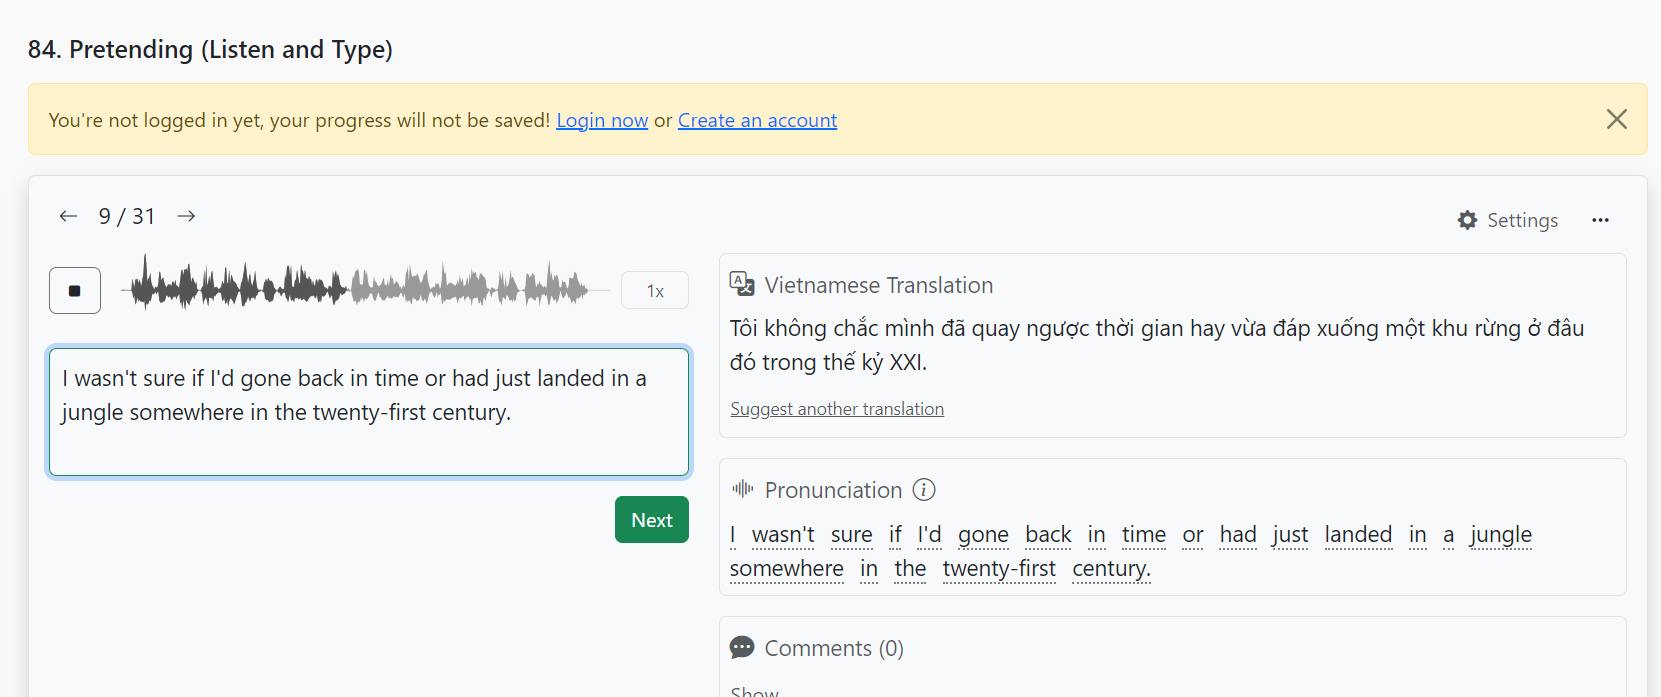 84. Pretending (Listen and Type)
You're not logged in yet, your progress will not be saved! Login now or Create an account
9 / 31
Settings
1x
I wasn't sure if I'd gone back in time or had just landed in a
jungle somewhere in the twenty-first century.
Next
Vietnamese Translation
Tôi không chắc mình đã quay ngược thời gian hay vừa đáp xuống một khu rừng ở đâu
đó trong thế kỷ XXI.
Suggest another translation
Pronunciation
I wasn't sure if I'd gone back in time or had just landed in a jungle
somewhere in the twenty-first century.
Comments (0)
Show